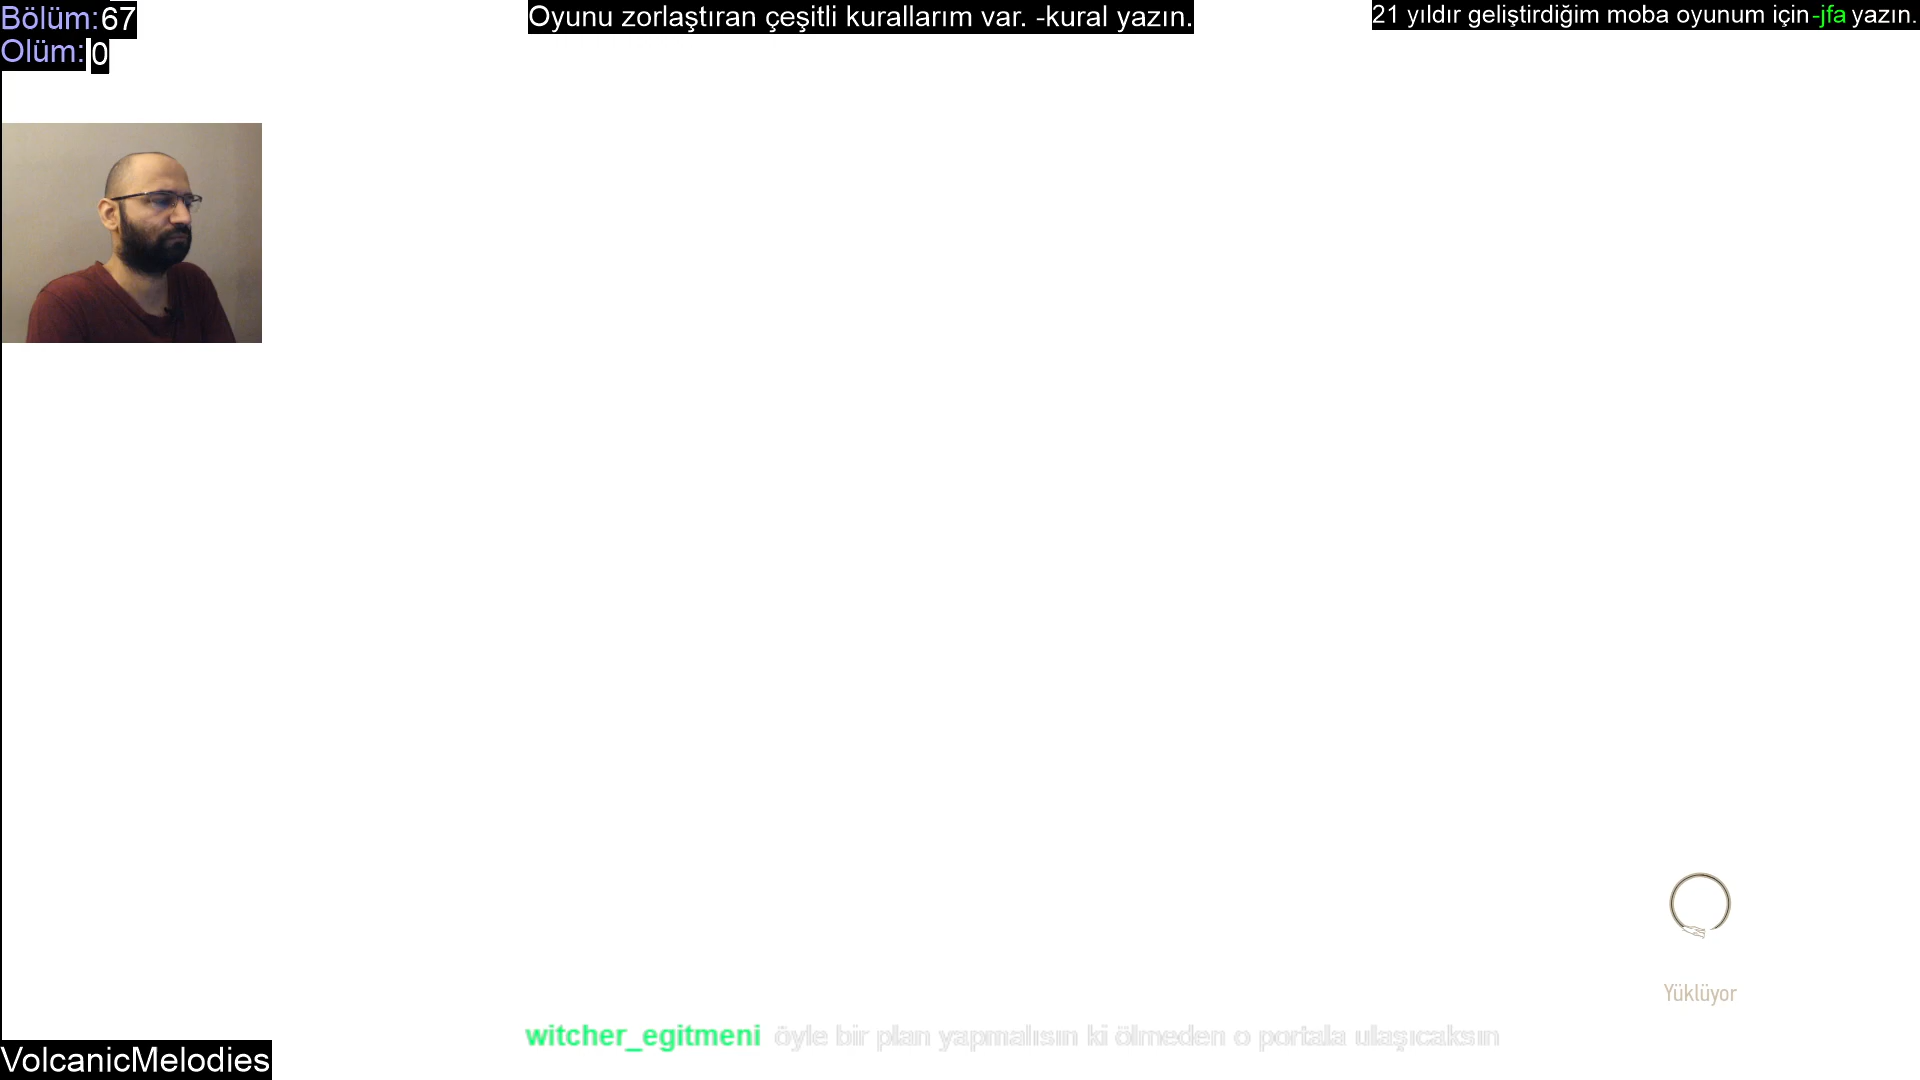 Bölüm:67
Olüm: 0
Oyunu zorlaştıran çeşitli kurallarım var. -kural yazın.
21 yıldır geliştirdiğim moba oyunum için -jfa yazın.
Yüklüyor
witcher_egitmeni öyle bir plan yapmalısın ki ölmeden o portala ulaşıcaksın
VolcanicMelodies